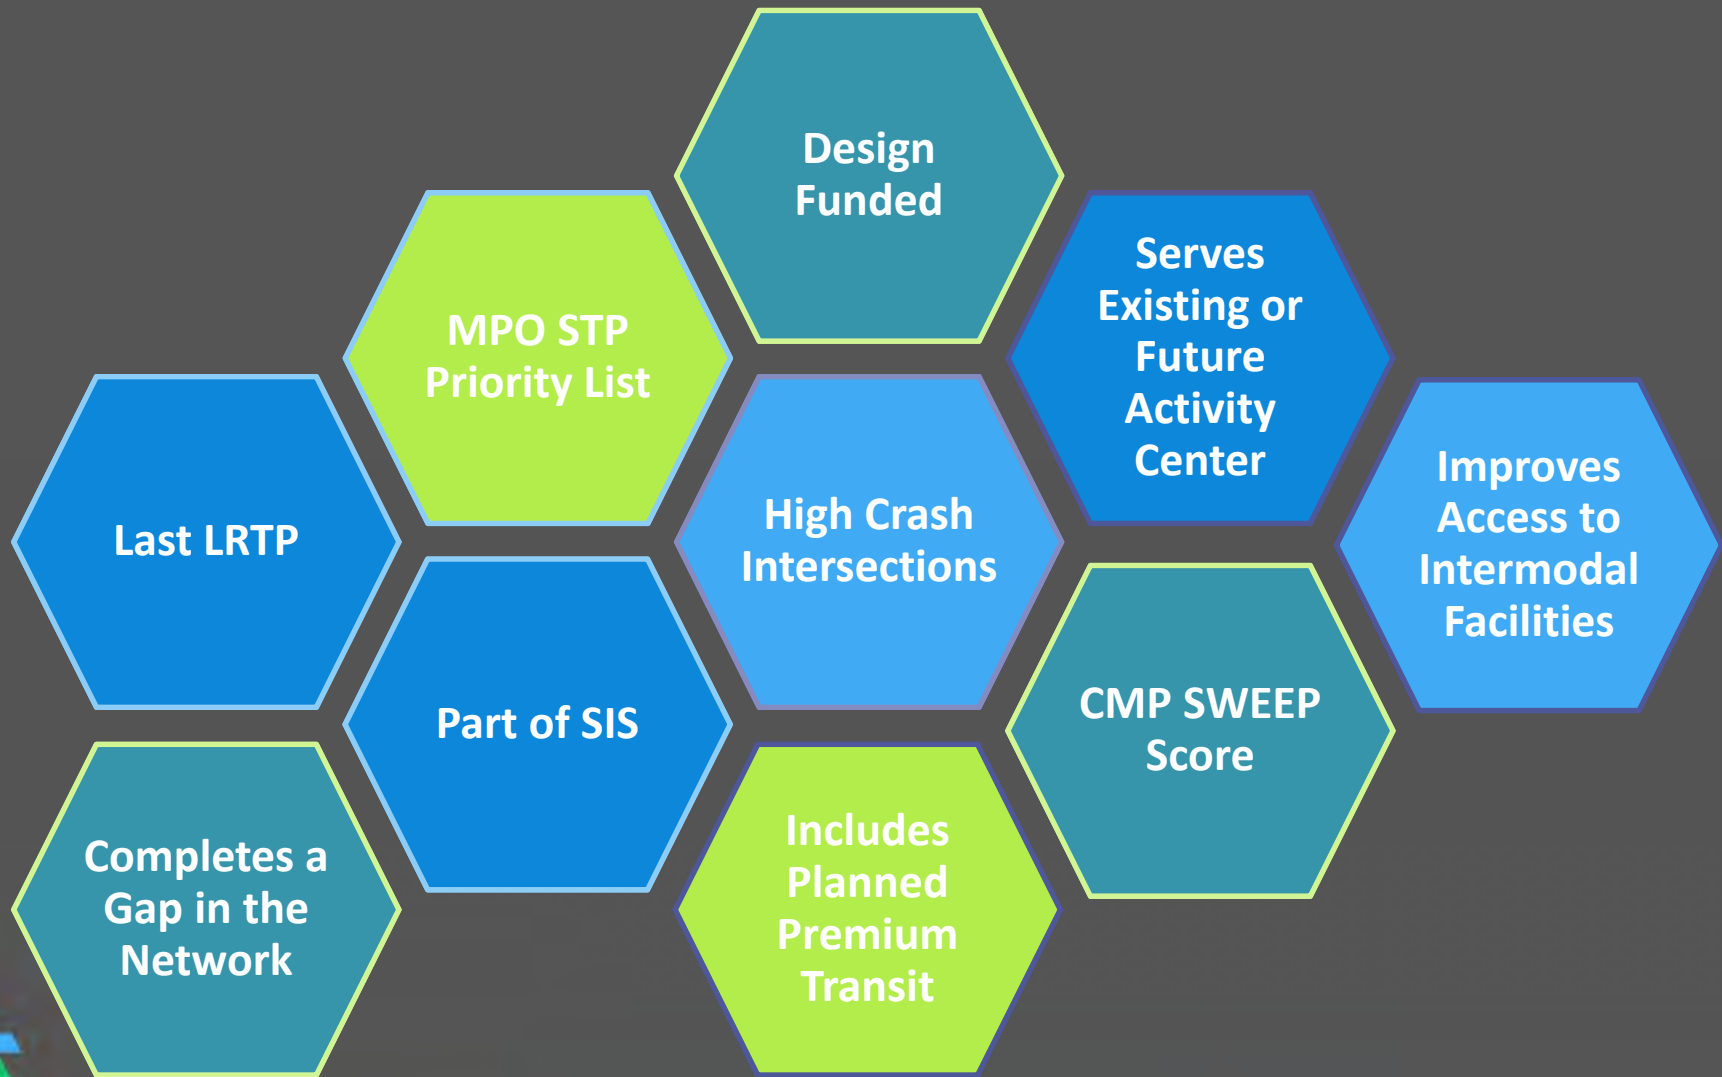 Design
Funded
MPO STP
Priority List
Serves
Existing or
Future
Activity
Center
Last LRTP
High Crash
Intersections
Improves
Access to
Intermodal
Facilities
Part of SIS
CMP SWEEP
Score
Completes a
Gap in the
Network
Includes
Planned
Premium
Transit